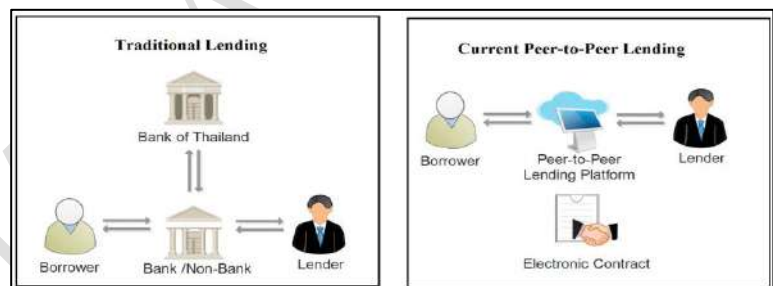 Traditional Lending
Bank of Thailand
Borrower
Bank /Non-Bank
Lender
Current Peer-to-Peer Lending
Borrower
Peer-to-Peer
Lending Platform
Lender
Electronic Contract